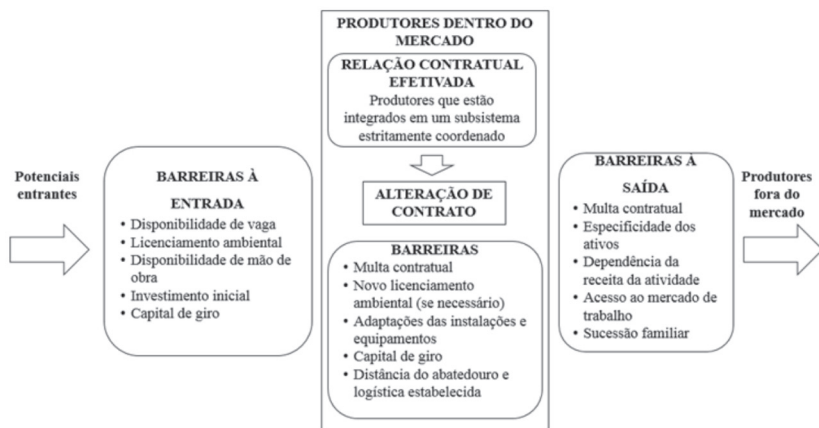 Potenciais
entrantes
BARREIRAS À
ENTRADA
• Disponibilidade de vaga
• Licenciamento ambiental
• Disponibilidade de mão de
obra
• Investimento inicial
• Capital de giro
PRODUTORES DENTRO DO
MERCADO
RELAÇÃO CONTRATUAL
EFETIVADA
Produtores que estão
integrados em um subsistema
estritamente coordenado
ALTERAÇÃO DE
CONTRATO
BARREIRAS
• Multa contratual
• Novo licenciamento
ambiental (se necessário)
• Adaptações das instalações e
equipamentos
• Capital de giro
• Distância do abatedouro e
logística estabelecida
BARREIRAS À
SAÍDA
• Multa contratual
• Especificidade dos
ativos
• Dependência da
receita da atividade
• Acesso ao mercado de
trabalho
• Sucessão familiar
Produtores
fora do
mercado